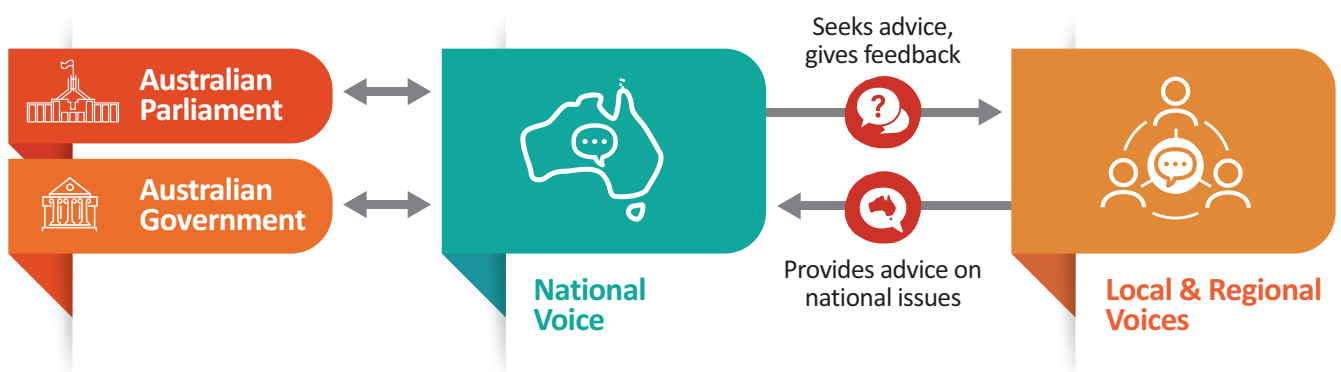 Australian
Parliament
Australian
Government
National
Voice
Seeks advice,
gives feedback
?
Provides advice on
national issues
Local & Regional
Voices